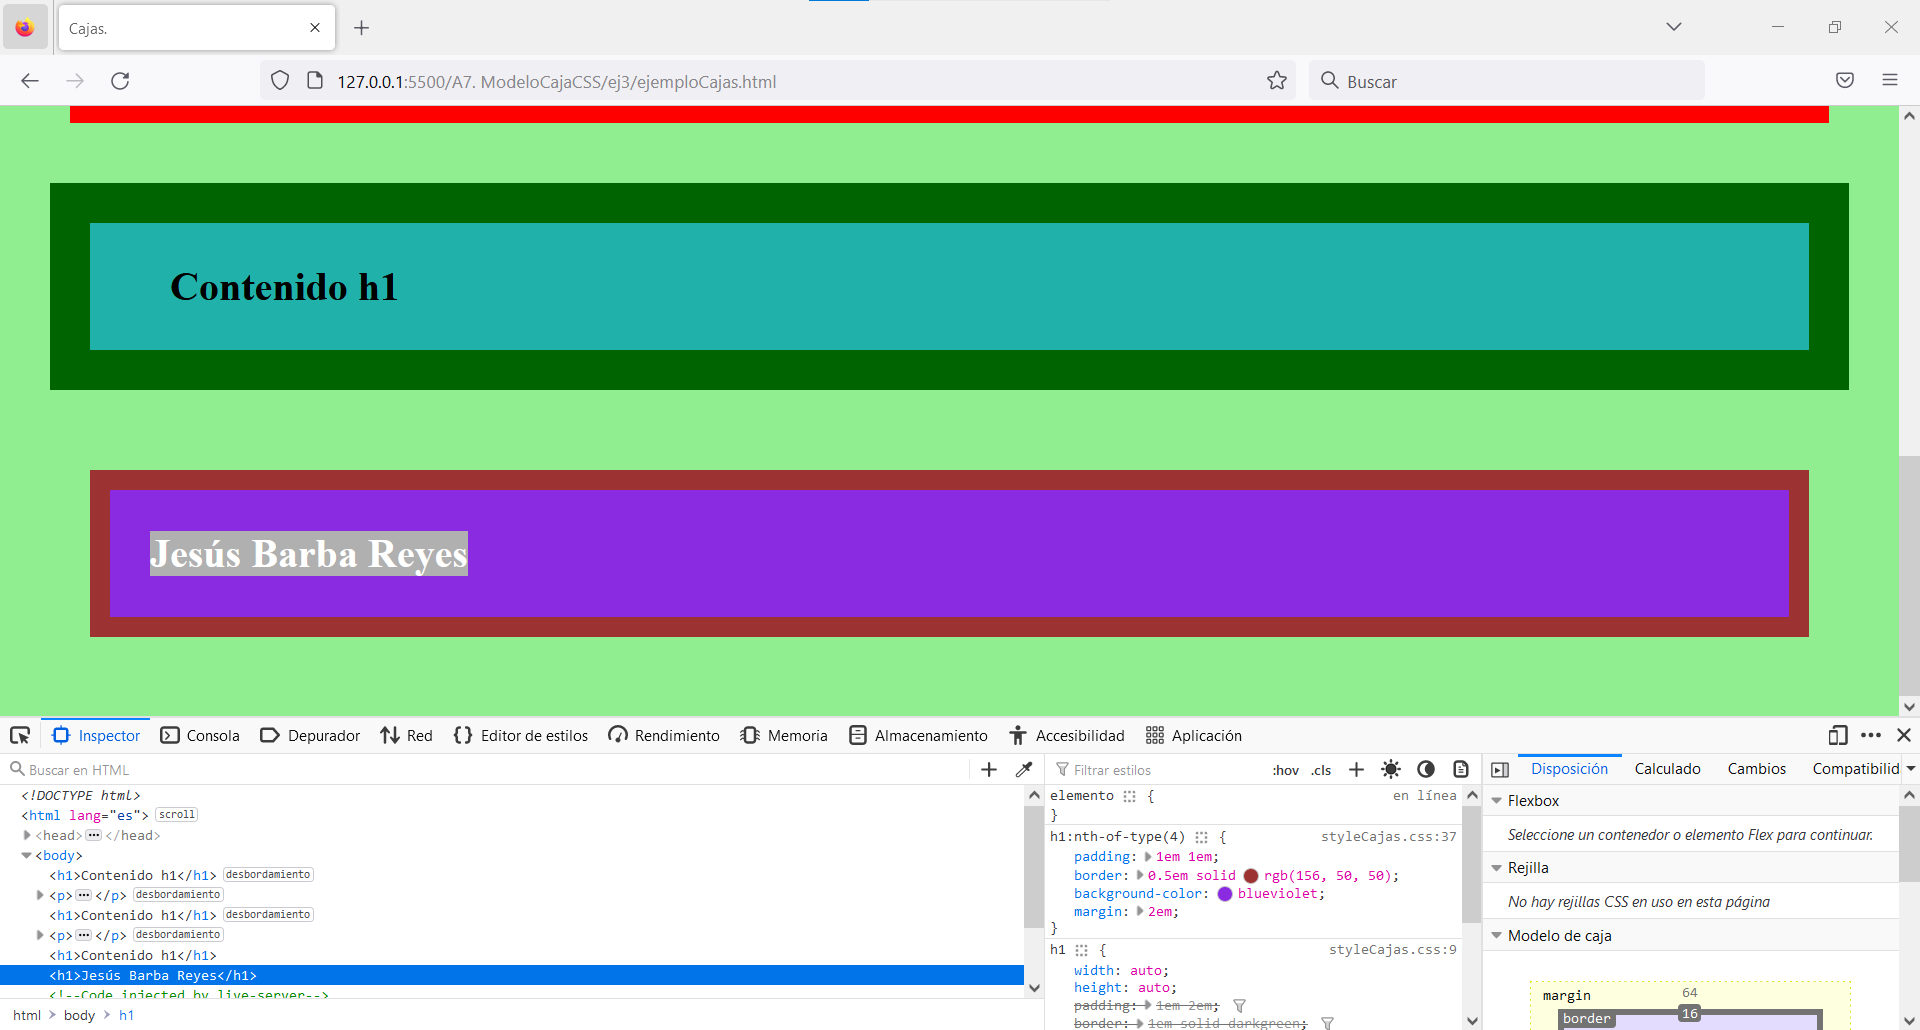 Cajas.
127.0.0.1:5500/A7. ModeloCajaCSS/ej3/ejemploCajas.html
Buscar
Contenido h1
Jesús Barba Reyes
Inspector Consola Depurador Red Editor de estilos Rendimiento Memoria Almacenamiento Accesibilidad Aplicación
Buscar en HTML
<!DOCTYPE html>
<html lang="es"> scroll
<head> ••• </head>
<body>
<h1>Contenido h1</h1> desbordamiento
<p> ••• </p> desbordamiento
<h1>Contenido h1</h1> desbordamiento
<p> ••• </p> desbordamiento
<h1>Contenido h1</h1>
<h1>Jesús Barba Reyes</h1>
<!--Code injected by live-server-->
html > body > h1
Filtrar estilos :hov .cls
elemento { en línea
}
h1:nth-of-type(4) { styleCajas.css:37
padding: 1em 1em;
border: 0.5em solid rgb(156, 50, 50);
background-color: blueviolet;
margin: 2em;
}
h1 { styleCajas.css:9
width: auto;
height: auto;
padding: 1em 2em;
border: 1em solid darkgreen;
Disposición Calculado Cambios Compatibilid
Flexbox
Seleccione un contenedor o elemento Flex para continuar.
Rejilla
No hay rejillas CSS en uso en esta página
Modelo de caja
margin 64
border 16